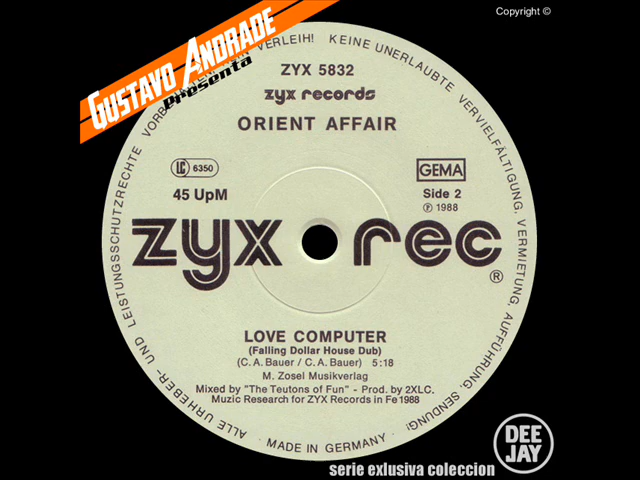 Copyright ©
GUSTAVO ANDRADE
Presenta
ALLE URHEBER- UND LEISTUNGSSCHUTZRECHTE VORBEHALTEN! KEIN VERLEIH! KEINE UNERLAUBTE VERVIELFÄLTIGUNG, VERMIETUNG, AUFFÜHRUNG, SENDUNG!
ZYX 5832
zyx records
ORIENT AFFAIR
LC 6350
GEMA
45 UpM
Side 2
℗ 1988
zyx rec ®
LOVE COMPUTER
(Falling Dollar House Dub)
(C. A. Bauer / C. A. Bauer) 5:18
M. Zosel Musikverlag
Mixed by "The Teutons of Fun" - Prod. by 2XLC.
Muzic Research for ZYX Records in Fe 1988
· MADE IN GERMANY ·
DEE
JAY
serie exlusiva coleccion